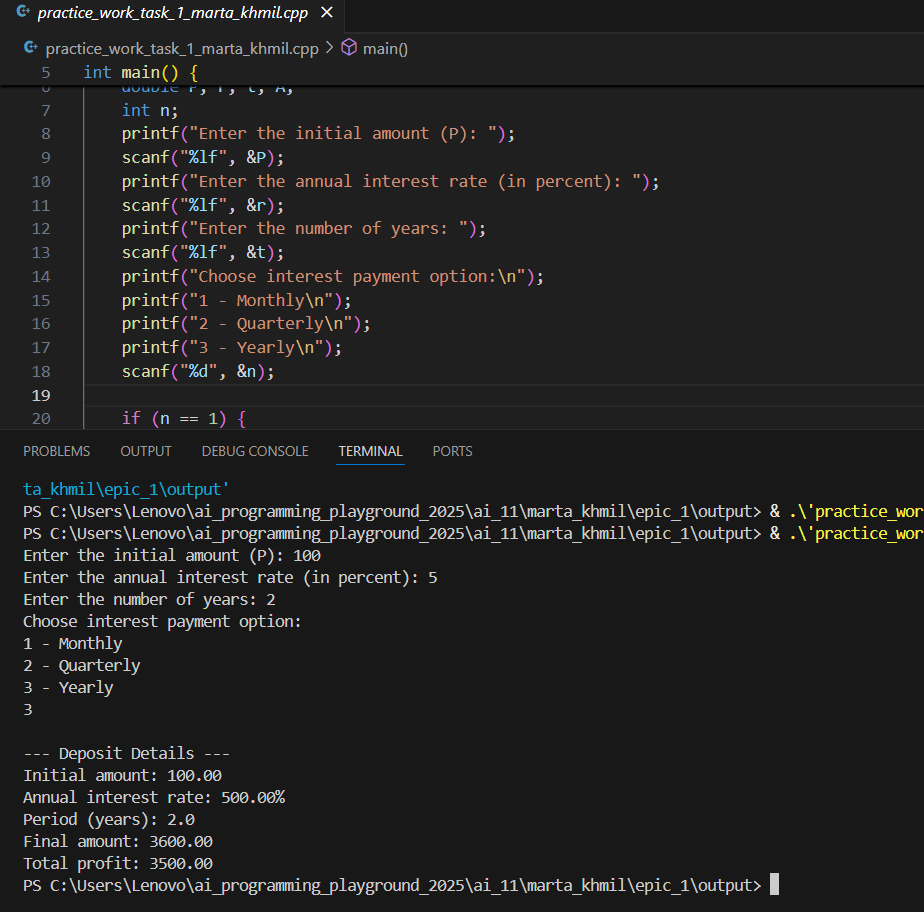 practice_work_task_1_marta_khmil.cpp
practice_work_task_1_marta_khmil.cpp > main()
5 int main() {
6 double P, r, t, A;
7 int n;
8 printf("Enter the initial amount (P): ");
9 scanf("%lf", &P);
10 printf("Enter the annual interest rate (in percent): ");
11 scanf("%lf", &r);
12 printf("Enter the number of years: ");
13 scanf("%lf", &t);
14 printf("Choose interest payment option:\n");
15 printf("1 - Monthly\n");
16 printf("2 - Quarterly\n");
17 printf("3 - Yearly\n");
18 scanf("%d", &n);
19
20 if (n == 1) {
PROBLEMS OUTPUT DEBUG CONSOLE TERMINAL PORTS
ta_khmil\epic_1\output'
PS C:\Users\Lenovo\ai_programming_playground_2025\ai_11\marta_khmil\epic_1\output> & .\'practice_wor
PS C:\Users\Lenovo\ai_programming_playground_2025\ai_11\marta_khmil\epic_1\output> & .\'practice_wor
Enter the initial amount (P): 100
Enter the annual interest rate (in percent): 5
Enter the number of years: 2
Choose interest payment option:
1 - Monthly
2 - Quarterly
3 - Yearly
3
--- Deposit Details ---
Initial amount: 100.00
Annual interest rate: 500.00%
Period (years): 2.0
Final amount: 3600.00
Total profit: 3500.00
PS C:\Users\Lenovo\ai_programming_playground_2025\ai_11\marta_khmil\epic_1\output>